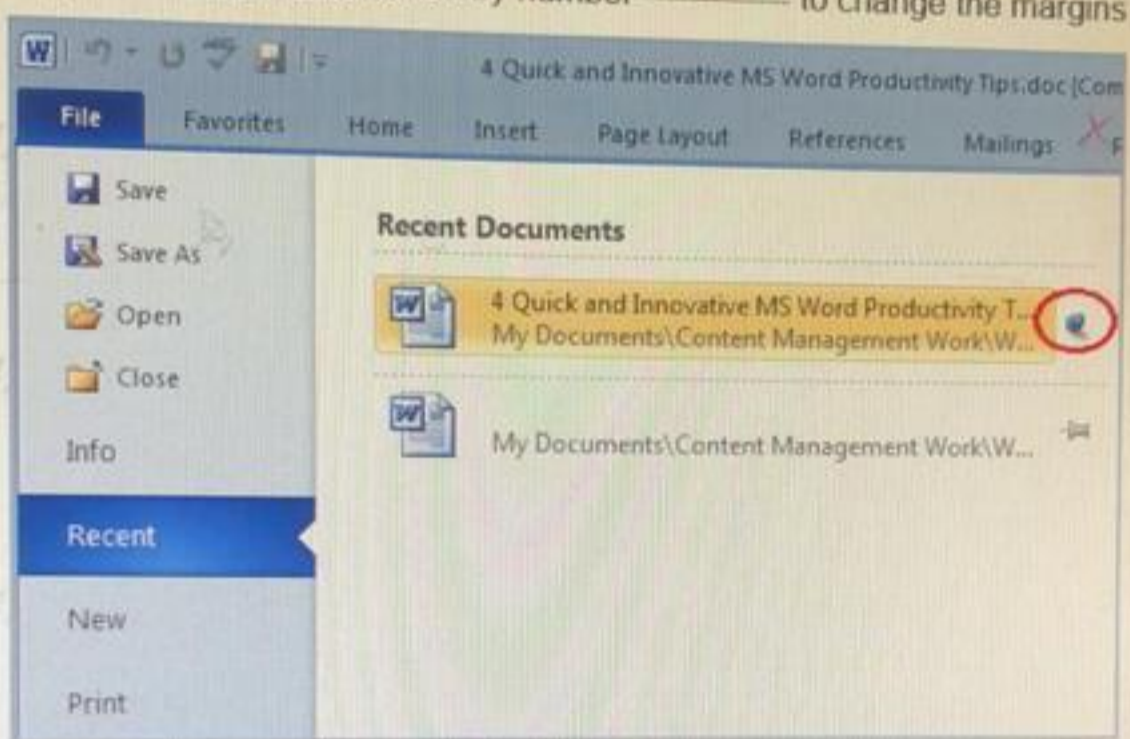 number to change the margins
4 Quick and Innovative MS Word Productivity Tips.doc [Com
File Favorites Home Insert Page Layout References Mailings
Save
Save As
Open
Close
Info
Recent
New
Print
Recent Documents
4 Quick and Innovative MS Word Productivity T...
My Documents\Content Management Work\W...
My Documents\Content Management Work\W...